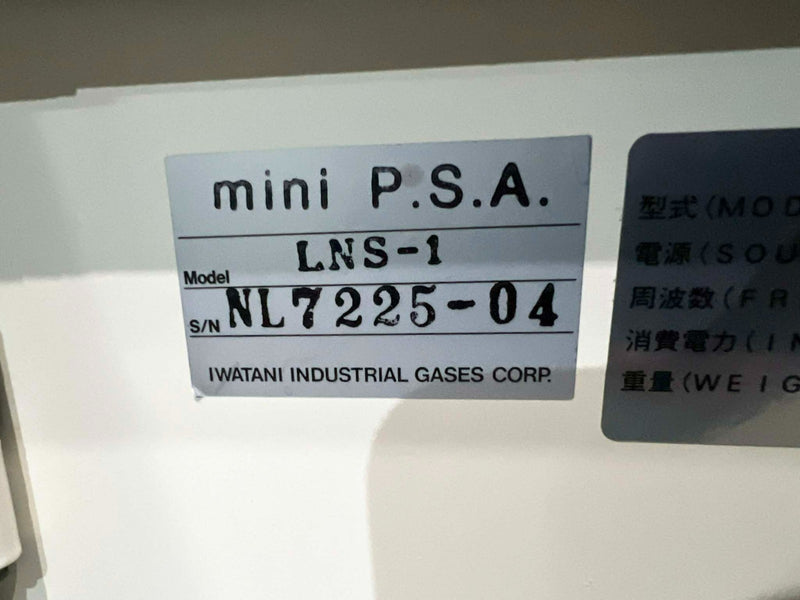 mini P.S.A.
Model LNS-1
S/N NL7225-04
IWATANI INDUSTRIAL GASES CORP.
型式(MOD
電源(SOU
周波数(FR
消費電力(IN
重量(WEIG